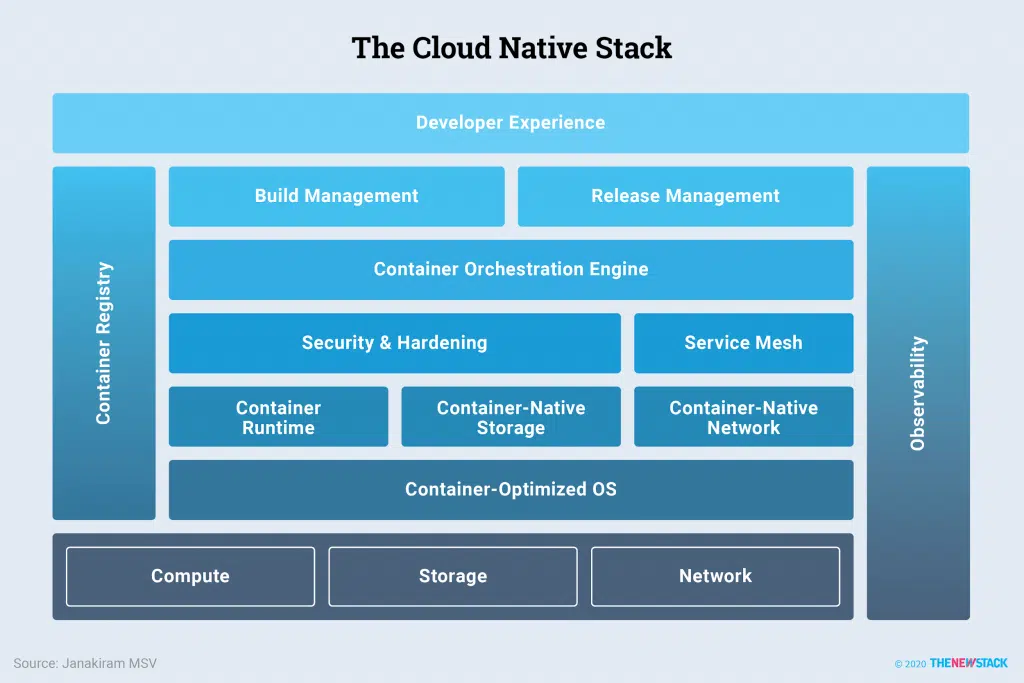 The Cloud Native Stack
Developer Experience
Container Registry
Build Management
Release Management
Container Orchestration Engine
Security & Hardening
Service Mesh
Container
Runtime
Container-Native
Storage
Container-Native
Network
Container-Optimized OS
Observability
Compute
Storage
Network
Source: Janakiram MSV
© 2020 THENEWSTACK